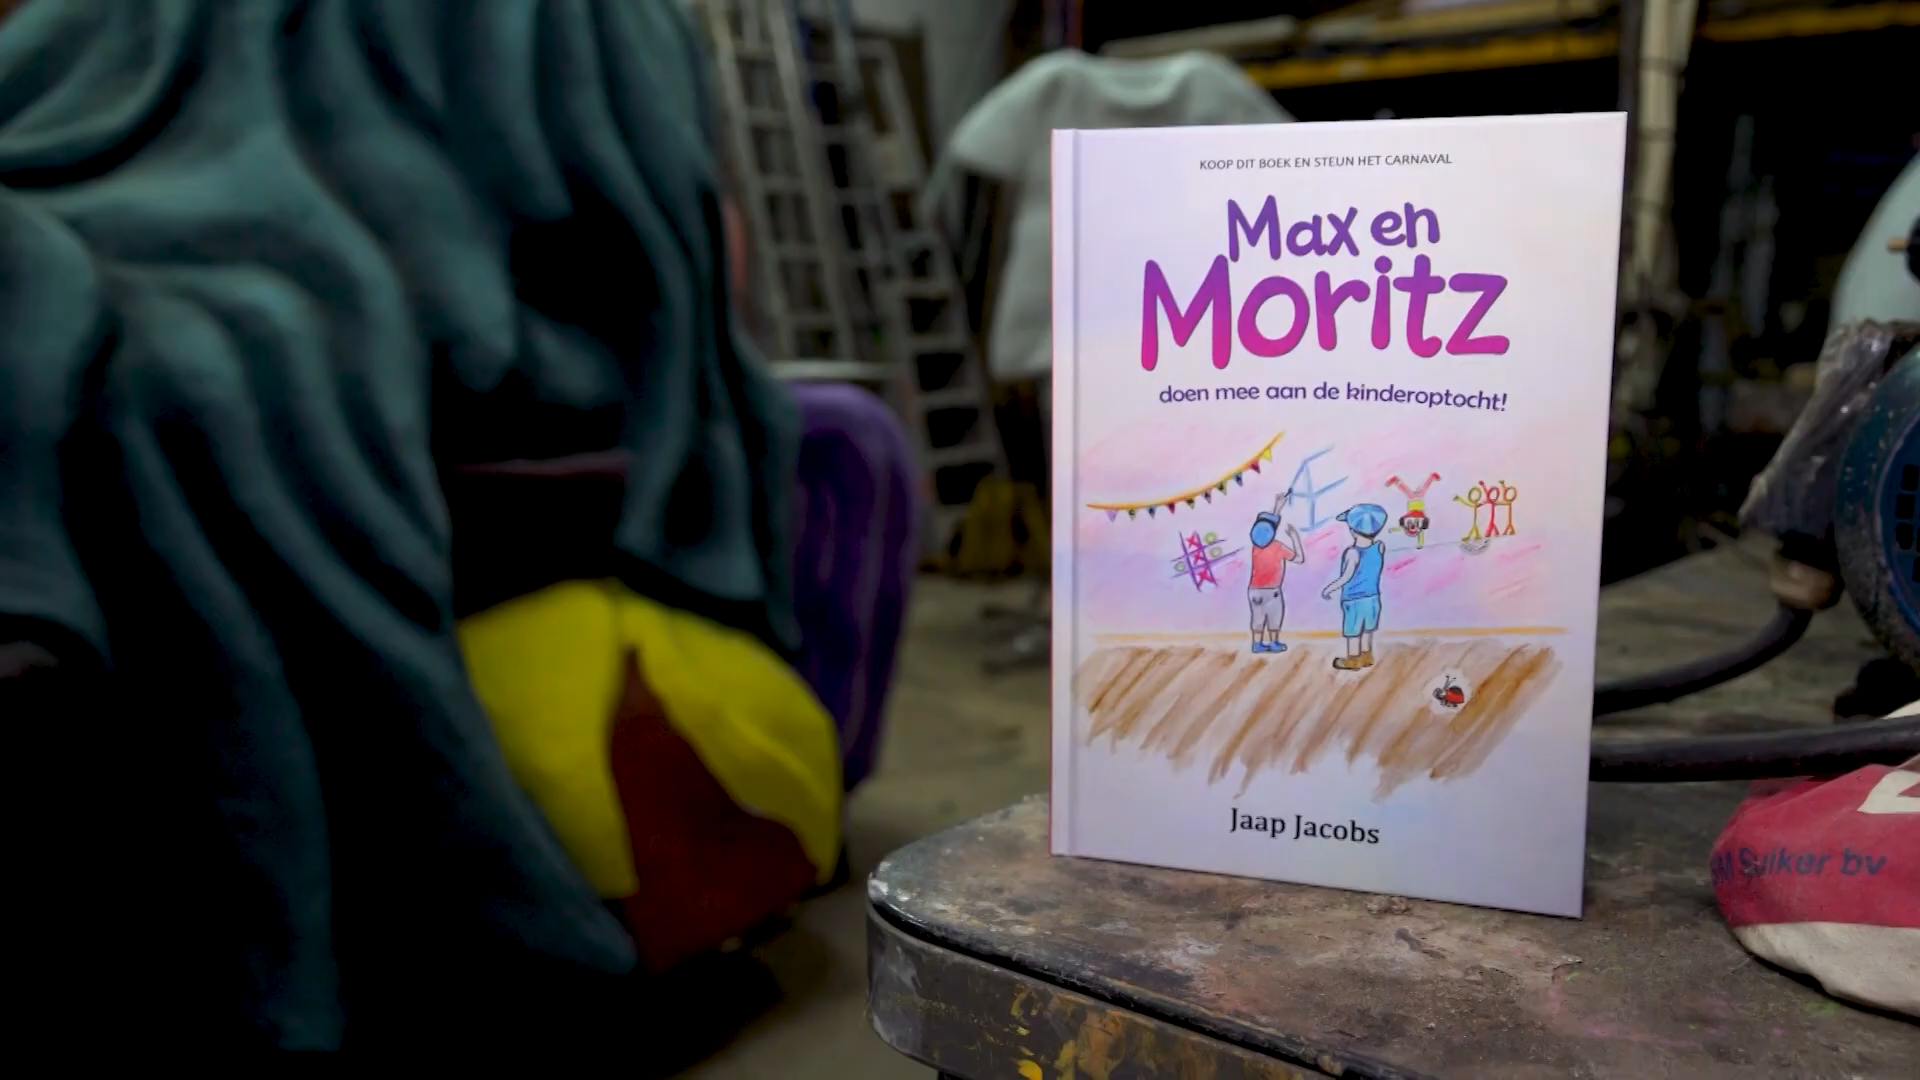 KOOP DIT BOEK EN STEUN HET CARNAVAL
Max en
Moritz
doen mee aan de kinderoptocht!
Jaap Jacobs
Suiker bv